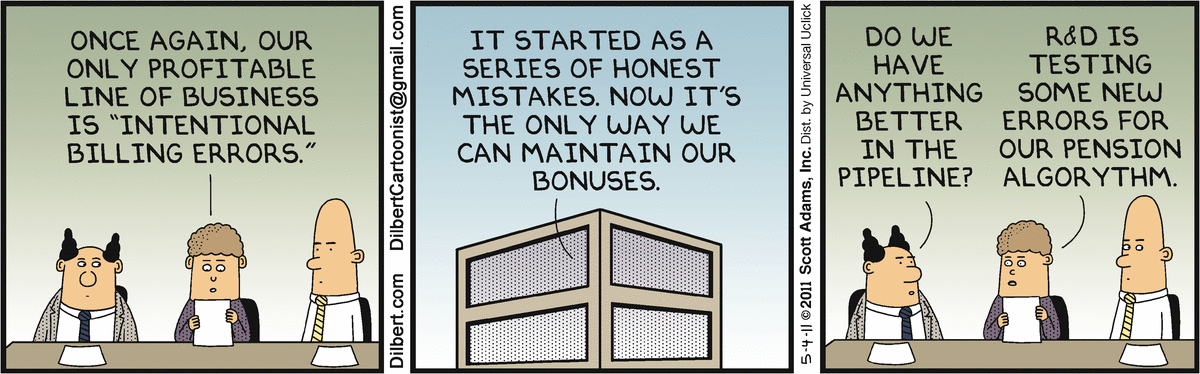 ONCE AGAIN, OUR
ONLY PROFITABLE
LINE OF BUSINESS
IS “INTENTIONAL
BILLING ERRORS.”
Dilbert.com DilbertCartoonist@gmail.com
IT STARTED AS A
SERIES OF HONEST
MISTAKES. NOW IT'S
THE ONLY WAY WE
CAN MAINTAIN OUR
BONUSES.
5-4-11 ©2011 Scott Adams, Inc. Dist. by Universal Uclick
DO WE
HAVE
ANYTHING
BETTER
IN THE
PIPELINE?
R&D IS
TESTING
SOME NEW
ERRORS FOR
OUR PENSION
ALGORYTHM.